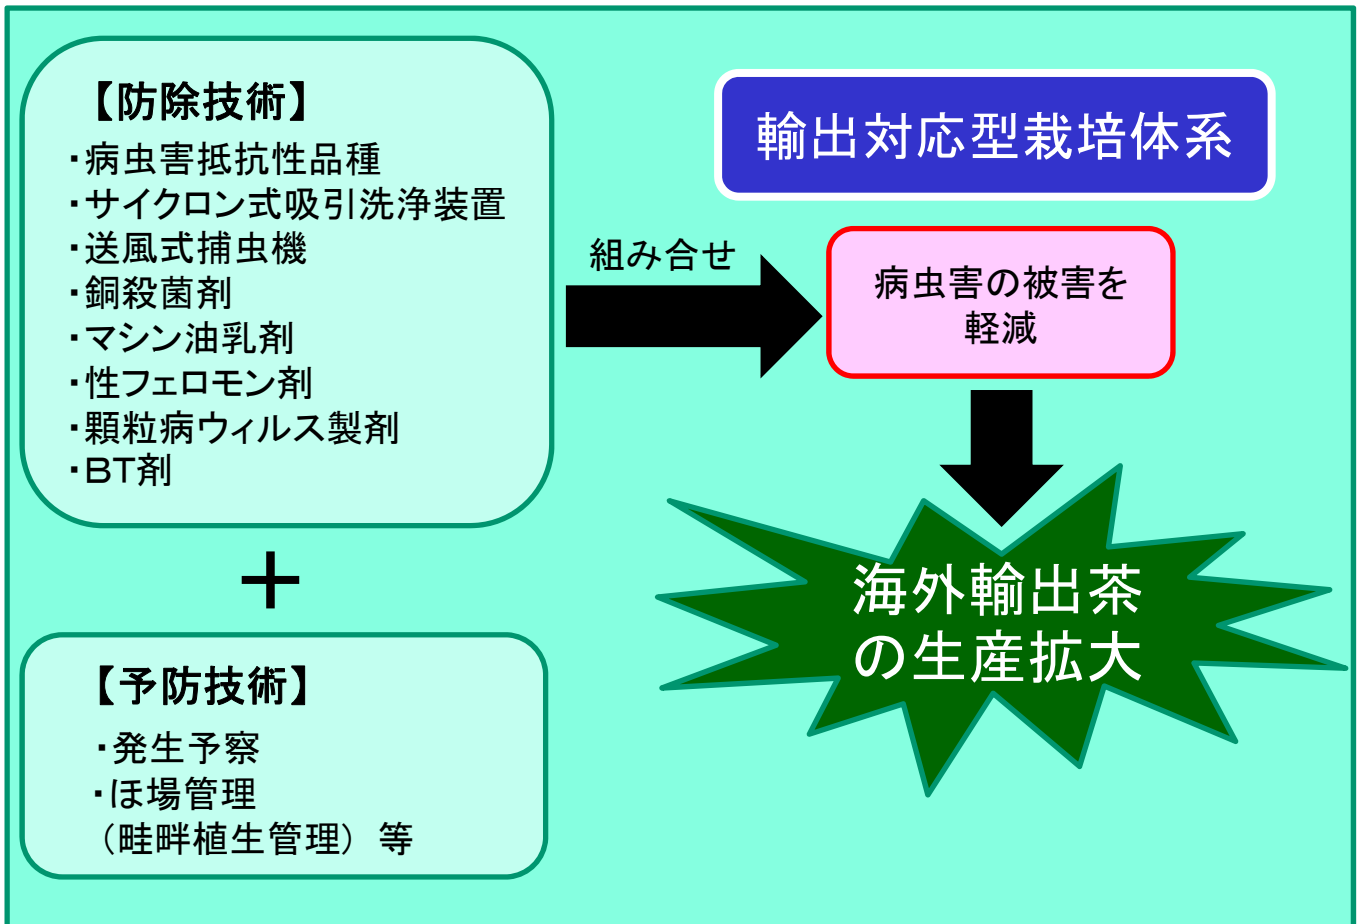 【防除技術】
・病虫害抵抗性品種
・サイクロン式吸引洗浄装置
・送風式捕虫機
・銅殺菌剤
・マシン油乳剤
・性フェロモン剤
・顆粒病ウィルス製剤
・BT剤
＋
【予防技術】
・発生予察
・ほ場管理
（畦畔植生管理）等
組み合せ
輸出対応型栽培体系
病虫害の被害を
軽減
海外輸出茶
の生産拡大